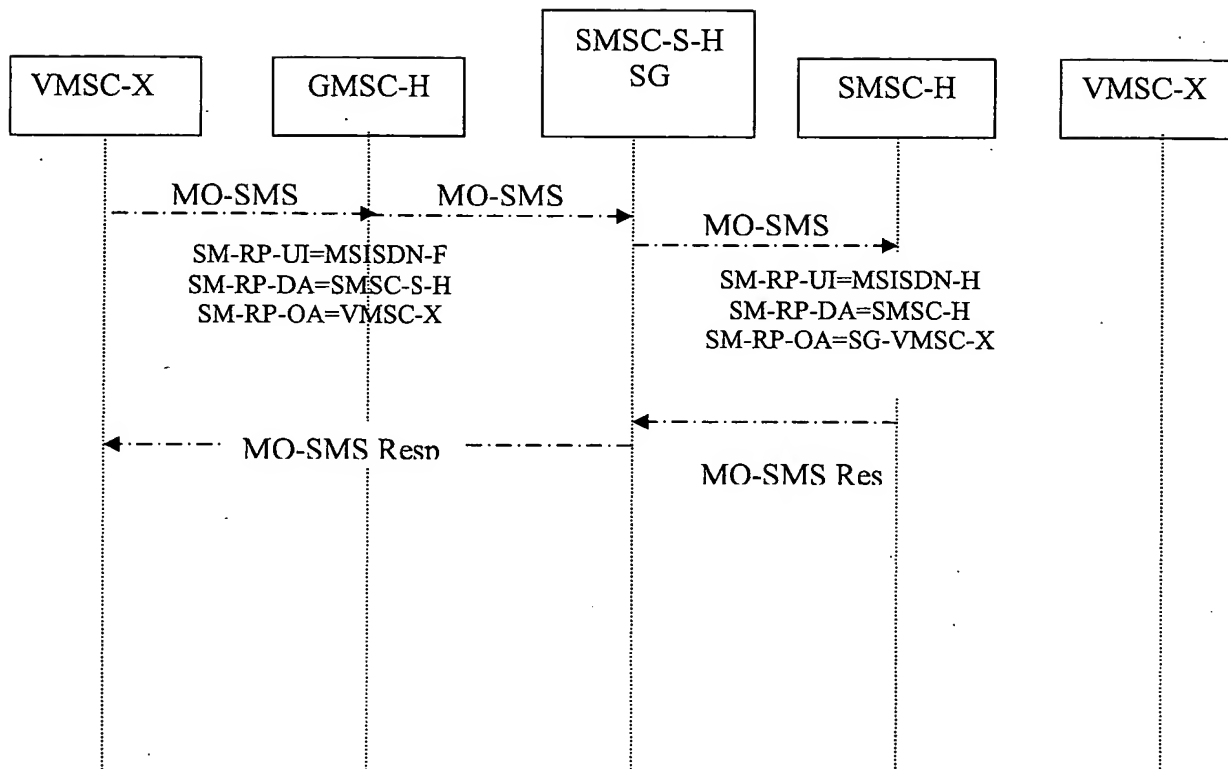 VMSC-X
GMSC-H
SMSC-S-H
SG
SMSC-H
VMSC-X
MO-SMS
MO-SMS
MO-SMS
SM-RP-UI=MSISDN-F
SM-RP-DA=SMSC-S-H
SM-RP-OA=VMSC-X
SM-RP-UI=MSISDN-H
SM-RP-DA=SMSC-H
SM-RP-OA=SG-VMSC-X
MO-SMS Resp
MO-SMS Res